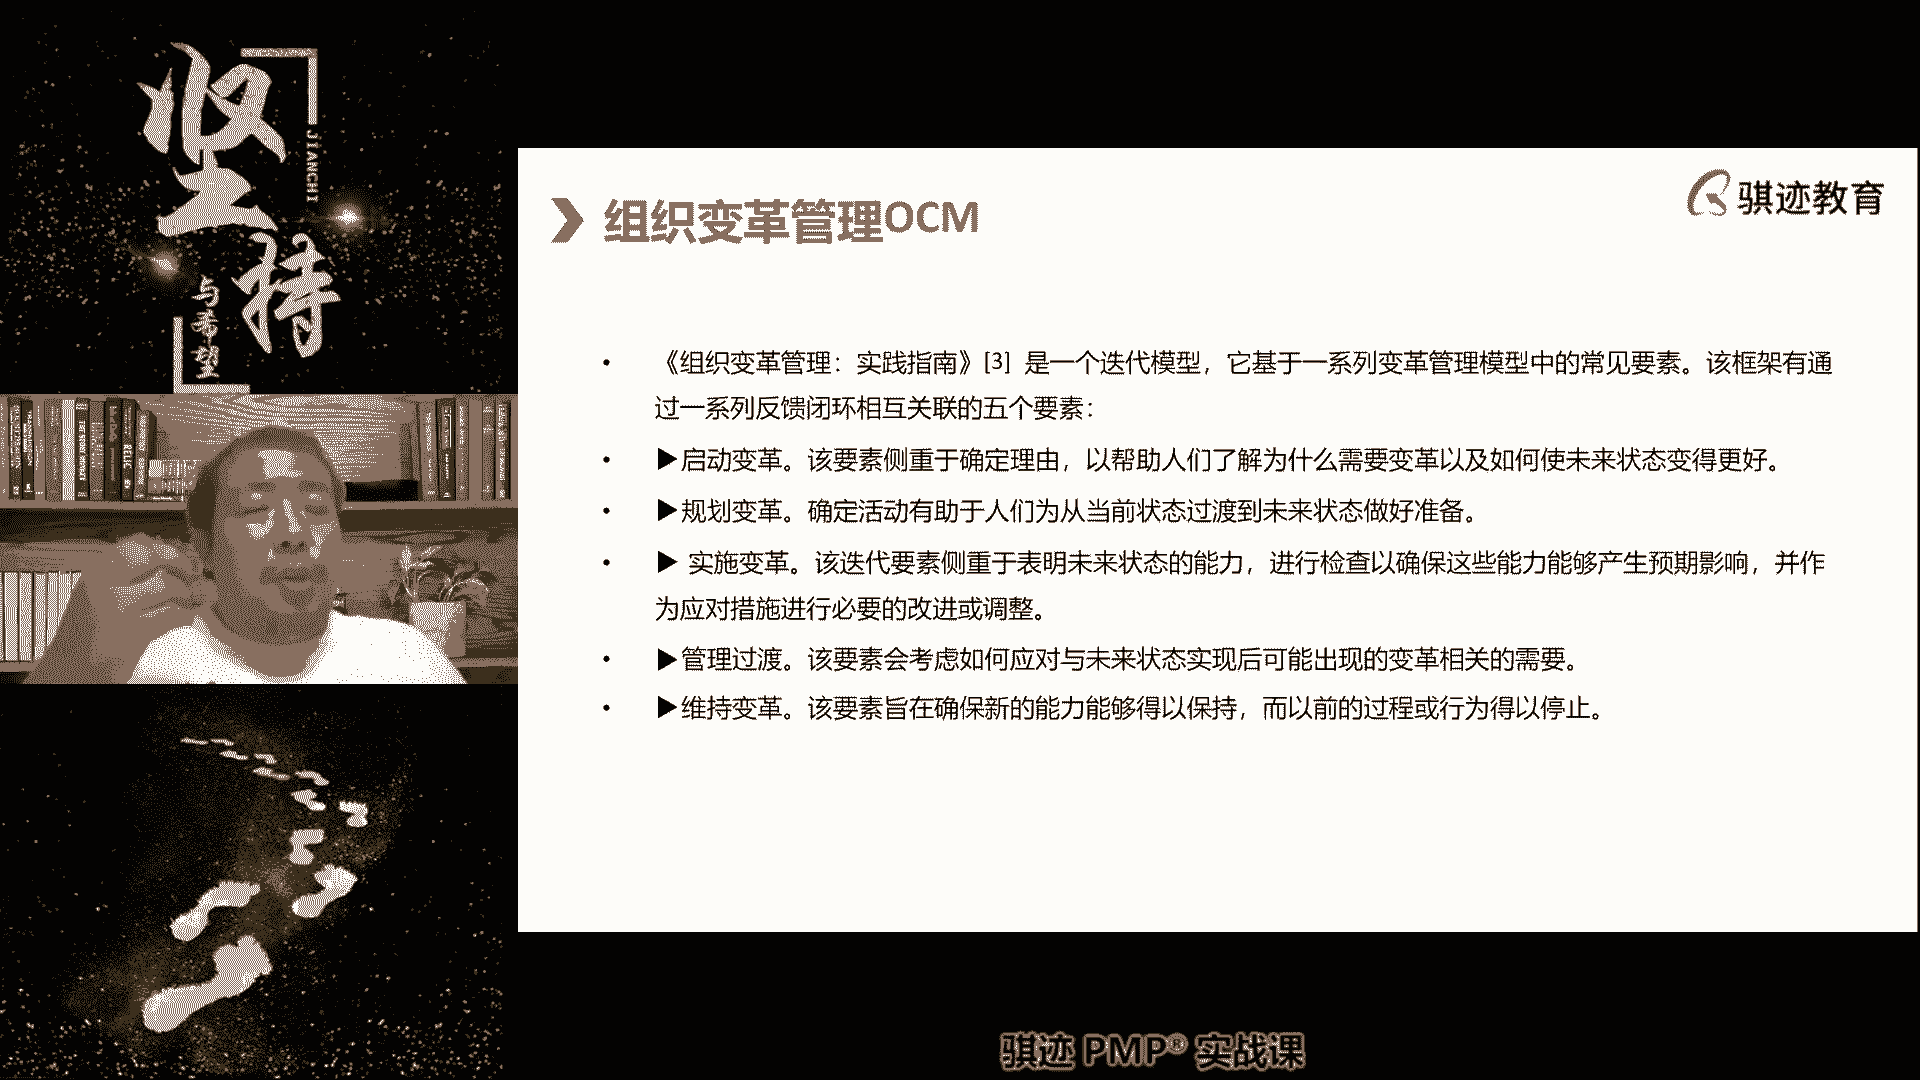 坚持
JIANCHI
与希望
骐迹教育
组织变革管理OCM
• 《组织变革管理：实践指南》[3] 是一个迭代模型，它基于一系列变革管理模型中的常见要素。该框架有通
过一系列反馈闭环相互关联的五个要素：
• ▶启动变革。该要素侧重于确定理由，以帮助人们了解为什么需要变革以及如何使未来状态变得更好。
• ▶规划变革。确定活动有助于人们为从当前状态过渡到未来状态做好准备。
• ▶ 实施变革。该迭代要素侧重于表明未来状态的能力，进行检查以确保这些能力能够产生预期影响，并作
为应对措施进行必要的改进或调整。
• ▶管理过渡。该要素会考虑如何应对与未来状态实现后可能出现的变革相关的需要。
• ▶维持变革。该要素旨在确保新的能力能够得以保持，而以前的过程或行为得以停止。
骐迹 PMP® 实战课